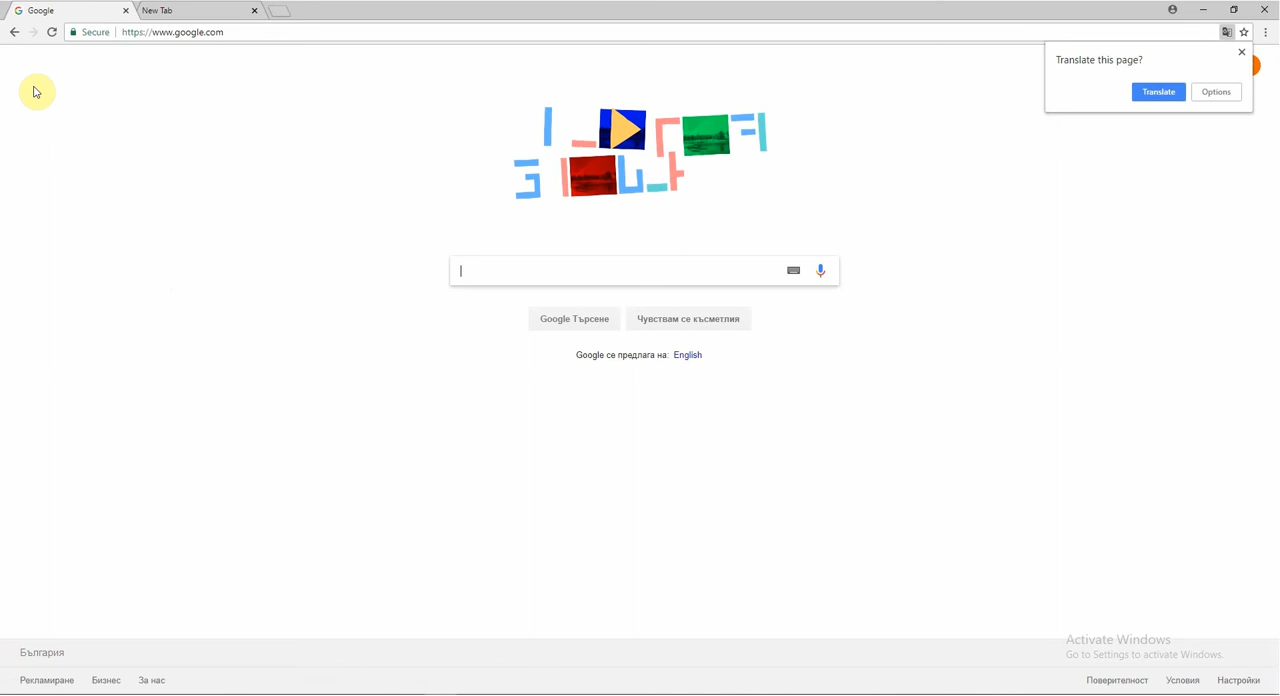 Google
New Tab
Secure
https://www.google.com
Translate this page?
Translate
Options
Google Търсене
Чувствам се късметлия
Google се предлага на: English
Activate Windows
Go to Settings to activate Windows.
България
Рекламиране
Бизнес
За нас
Поверителност
Условия
Настройки